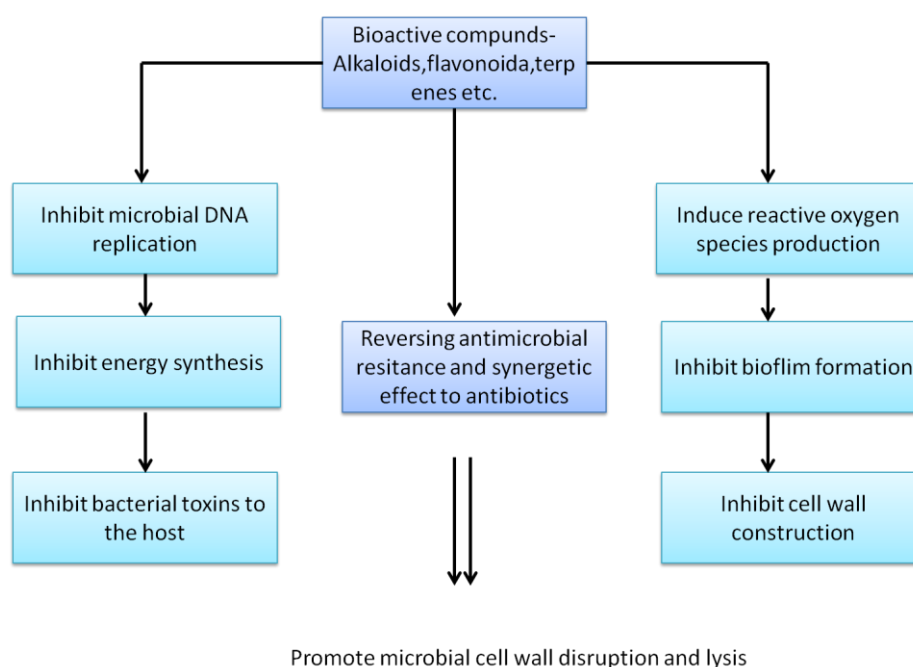 Bioactive compunds-
Alkaloids,flavonoida,terp
enes etc.
Inhibit microbial DNA
replication
Induce reactive oxygen
species production
Inhibit energy synthesis
Reversing antimicrobial
resitance and synergetic
effect to antibiotics
Inhibit bioflim formation
Inhibit bacterial toxins to
the host
Inhibit cell wall
construction
Promote microbial cell wall disruption and lysis